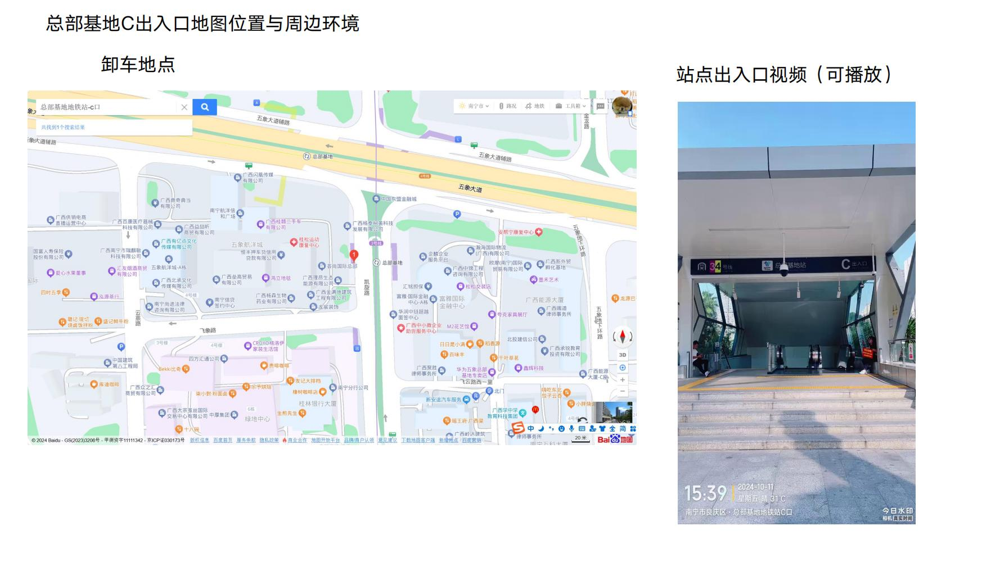 总部基地C出入口地图位置与周边环境
卸车地点
站点出入口视频（可播放）
总部基地地铁站-c口
共找到1个搜索结果
南宁市
路况
地铁
工具箱
五象大道辅路
象大道辅路
五象大道辅路
金龙路
总部基地
4号线
五象大道
广西闪凰传媒
有限公司
中国东盟金融城
广西鼎奇典当
有限公司
南宁航洋信
和广场
广西供销电商
直播运营中心
广西百康医疗器械
科技有限公司
广西益喆昕
商贸有限公司
广西桂赣二手车
有限公司
广西杨泰柯美科技
发展有限公司
安帮宁康复中心
五象地下环路
广西有亿点文化
传媒有限公司
五象航洋城
桂松运动
康复中心
3号线
国富人寿保险
股份有限公司
广西南宁市瑞麒敏
科技有限公司
恒丰押车贷信用
贷款有限公司
1
瀚海国际物流
(广西)有限公司
企麟企业
服务平台
总部基地
五象航洋城-A栋
荟尚国际总部
欧摩(南宁)国际
贸易有限公司
广西新外贸
孵化基地
爱心水果董事
汇友烟酒商贸
有限公司
广西中锦工程
咨询有限公司
国际
广西北承文化
传媒有限公司
广西垒高贸易
有限公司
鸿立地毯
广西理昂生态
能源有限公司
墨禾艺术
凯旋路
汇铭担保
松松女装店
四时五季
泓源茶行
4号楼
南宁信贷
签约中心
广西杨森生物
药业有限公司
广西金满地建筑
工程有限公司
富雅·国际金融
中心-A栋
富雅国际
金融中心
广西能源大厦
龙源巴
南宁尚进法律
咨询有限公司
龙宸装饰
云英路
华润中链超越
面签中心
夸克家具展厅
广西赐道
律师事务所
五象地下环路
璐记·现切
烧卤饭拌粉
盛记鲜牛粉
飞象路
广西中小微企业
助贷服务中心
M2花艺馆
3号楼
4号楼
CROYO格洛伊
家装生活馆
日日是小满
稻香源
北投建信公司
3D
中国建筑
第八工程局
四方汇通公司
百味丰
千叶萃茗
广西承锐教育
投资有限公司
Bekki比奇
贵啡咖啡
广西聚胜
律师事务所
华为五象总部
基地专卖店
鑫辉科技
广西能源
大厦-C座
库迪咖啡
广西众之汇
商贸有限公司
乐予烘焙
友记大排档
南宁分行公司
飞云路西一里
柒小對·粉面卤
橡树咖啡店
北门
嗨吃东北
饺子云吞
桂林银行大厦
新安途汽车服务
广西大宗茧丝国际
交易中心有限公司
中厚集团
6栋
绿地中心
生煎先生
广西学中学
教育科技集团
4号楼
瑶王府·广西菜
十八碗
广西岭达建筑
律师事务所
南宁万科大厦
中
全
简
20 米
Bai du 地图
© 2024 Baidu - GS(2023)3206号 - 甲测资字11111342 - 京ICP证030173号
版权信息
百度首页
服务条款
隐私政策
商业合作
地图开放平台
品牌/商户认领
意见建议
下载地图客户端
新增地点
百度营销
34
号线
总部基地站
C
出入口
15:39
2024-10-11
星期五 晴 31℃
南宁市良庆区·总部基地地铁站C口
今日水印
相机
真实时间